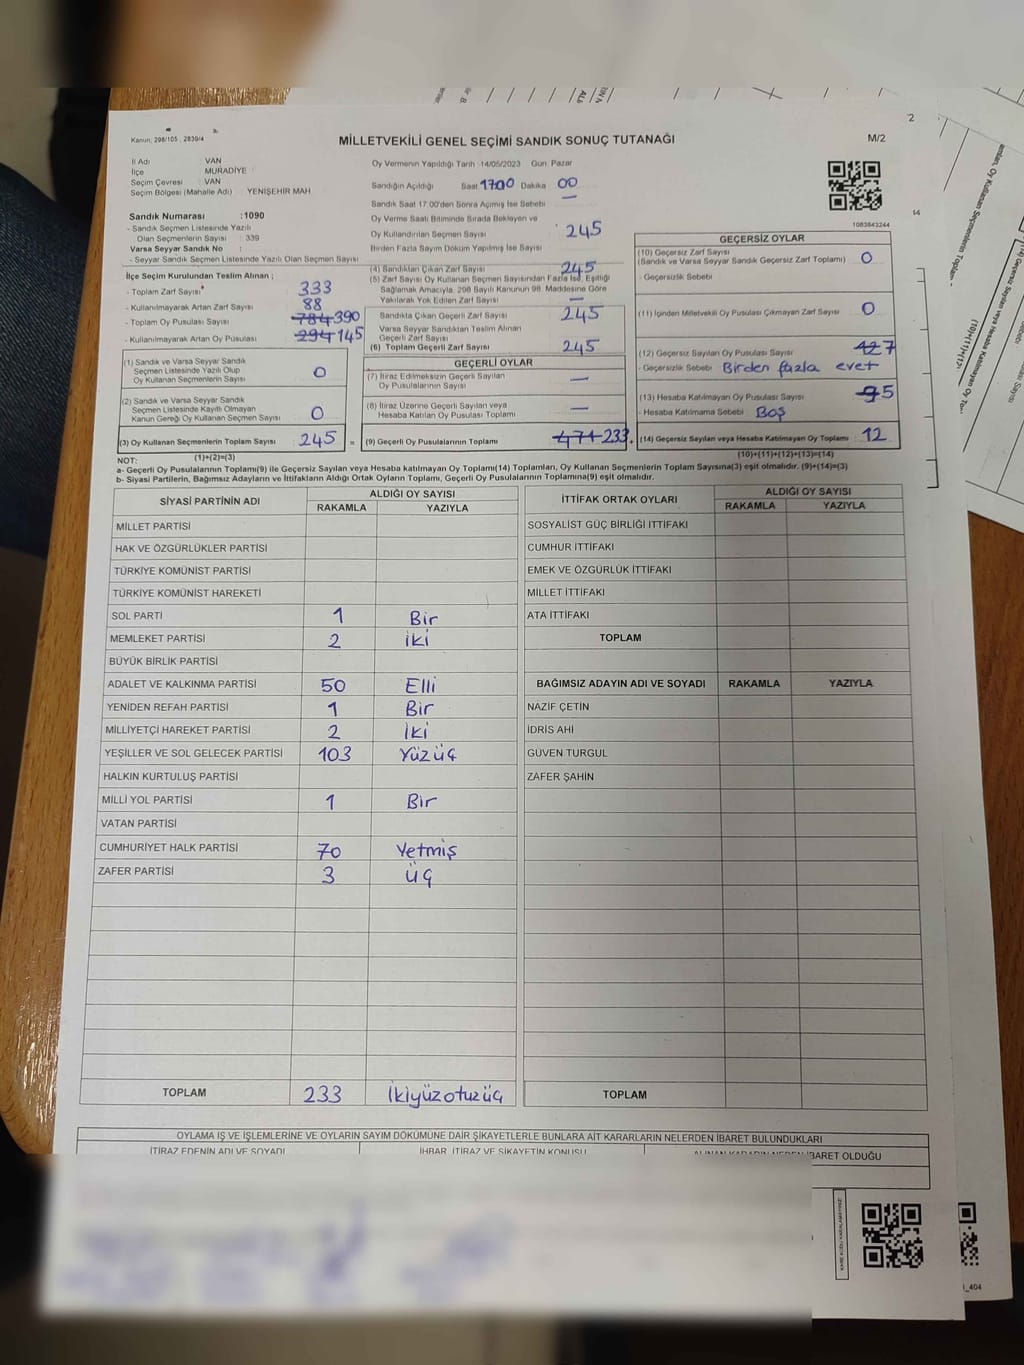 2
Kanun, 298/105 , 2839/4
MİLLETVEKİLİ GENEL SEÇİMİ SANDIK SONUÇ TUTANAĞI
M/2
İl Adı VAN
İlçe MURADİYE
Seçim Çevresi VAN
Seçim Bölgesi (Mahalle Adı) : YENİŞEHİR MAH
Sandık Numarası : 1090
- Sandık Seçmen Listesinde Yazılı
Olan Seçmenlerin Sayısı : 339
Varsa Seyyar Sandık No :
- Seyyar Sandık Seçmen Listesinde Yazılı Olan Seçmen Sayısı
Oy Vermenin Yapıldığı Tarih :14/05/2023 Gün: Pazar
Sandığın Açıldığı Saat 1700 Dakika 00
Sandık Saat 17:00'den Sonra Açılmış İse Sebebi —
Oy Verme Saati Bitiminde Sırada Bekleyen ve
Oy Kullandırılan Seçmen Sayısı : 245
Birden Fazla Sayım Döküm Yapılmış İse Sayısı
1083843244
İlçe Seçim Kurulundan Teslim Alınan ;
- Toplam Zarf Sayısı 333
- Kullanılmayarak Artan Zarf Sayısı 88
- Toplam Oy Pusulası Sayısı 784 390
- Kullanılmayarak Artan Oy Pusulası 294 145
(1) Sandık ve Varsa Seyyar Sandık
Seçmen Listesinde Yazılı Olup
Oy Kullanan Seçmenlerin Sayısı 0
(2) Sandık ve Varsa Seyyar Sandık
Seçmen Listesinde Kayıtlı Olmayan
Kanun Gereği Oy Kullanan Seçmen Sayısı 0
(3) Oy Kullanan Seçmenlerin Toplam Sayısı 245 =
(1)+(2)=(3)
(4) Sandıktan Çıkan Zarf Sayısı 245
(5) Zarf Sayısı Oy Kullanan Seçmen Sayısından Fazla İse, Eşitliği
Sağlamak Amacıyla, 298 Sayılı Kanunun 98. Maddesine Göre
Yakılarak Yok Edilen Zarf Sayısı —
Sandıkta Çıkan Geçerli Zarf Sayısı 245
Varsa Seyyar Sandıktan Teslim Alınan
Geçerli Zarf Sayısı
(6) Toplam Geçerli Zarf Sayısı 245
GEÇERLİ OYLAR
(7) İtiraz Edilmeksizin Geçerli Sayılan
Oy Pusulalarının Sayısı —
(8) İtiraz Üzerine Geçerli Sayılan veya
Hesaba Katılan Oy Pusulası Toplamı —
(9) Geçerli Oy Pusulalarının Toplamı 471 233
GEÇERSİZ OYLAR
(10) Geçersiz Zarf Sayısı
(Sandık ve Varsa Seyyar Sandık Geçersiz Zarf Toplamı) 0
- Geçersizlik Sebebi
(11) İçinden Milletvekili Oy Pusulası Çıkmayan Zarf Sayısı 0
(12) Geçersiz Sayılan Oy Pusulası Sayısı 7
- Geçersizlik Sebebi Birden fazla evet
(13) Hesaba Katılmayan Oy Pusulası Sayısı 5
- Hesaba Katılmama Sebebi : Boş
(14) Geçersiz Sayılan veya Hesaba Katılmayan Oy Toplamı : 12
(10)+(11)+(12)+(13)=(14)
NOT:
a- Geçerli Oy Pusulalarının Toplamı(9) ile Geçersiz Sayılan veya Hesaba katılmayan Oy Toplamı(14) Toplamları, Oy Kullanan Seçmenlerin Toplam Sayısına(3) eşit olmalıdır. (9)+(14)=(3)
b- Siyasi Partilerin, Bağımsız Adayların ve İttifakların Aldığı Ortak Oyların Toplamı, Geçerli Oy Pusulalarının Toplamına(9) eşit olmalıdır.
SİYASİ PARTİNİN ADI ALDIĞI OY SAYISI
RAKAMLA YAZIYLA
MİLLET PARTİSİ
HAK VE ÖZGÜRLÜKLER PARTİSİ
TÜRKİYE KOMÜNİST PARTİSİ
TÜRKİYE KOMÜNİST HAREKETİ
SOL PARTİ 1 Bir
MEMLEKET PARTİSİ 2 iki
BÜYÜK BİRLİK PARTİSİ
ADALET VE KALKINMA PARTİSİ 50 Elli
YENİDEN REFAH PARTİSİ 1 Bir
MİLLİYETÇİ HAREKET PARTİSİ 2 İki
YEŞİLLER VE SOL GELECEK PARTİSİ 103 Yüzüç
HALKIN KURTULUŞ PARTİSİ
MİLLİ YOL PARTİSİ 1 Bir
VATAN PARTİSİ
CUMHURİYET HALK PARTİSİ 70 Yetmiş
ZAFER PARTİSİ 3 üç
TOPLAM 233 İkiyüzotuzüç
İTTİFAK ORTAK OYLARI ALDIĞI OY SAYISI
RAKAMLA YAZIYLA
SOSYALİST GÜÇ BİRLİĞİ İTTİFAKI
CUMHUR İTTİFAKI
EMEK VE ÖZGÜRLÜK İTTİFAKI
MİLLET İTTİFAKI
ATA İTTİFAKI
TOPLAM
BAĞIMSIZ ADAYIN ADI VE SOYADI RAKAMLA YAZIYLA
NAZİF ÇETİN
İDRİS AHİ
GÜVEN TURGUL
ZAFER ŞAHİN
TOPLAM
OYLAMA İŞ VE İŞLEMLERİNE VE OYLARIN SAYIM DÖKÜMÜNE DAİR ŞİKAYETLERLE BUNLARA AİT KARARLARIN NELERDEN İBARET BULUNDUKLARI
İTİRAZ EDENİN ADI VE SOYADI İHBAR, İTİRAZ VE ŞİKAYETİN KONUSU ALINAN KARARIN NEDEN İBARET OLDUĞU